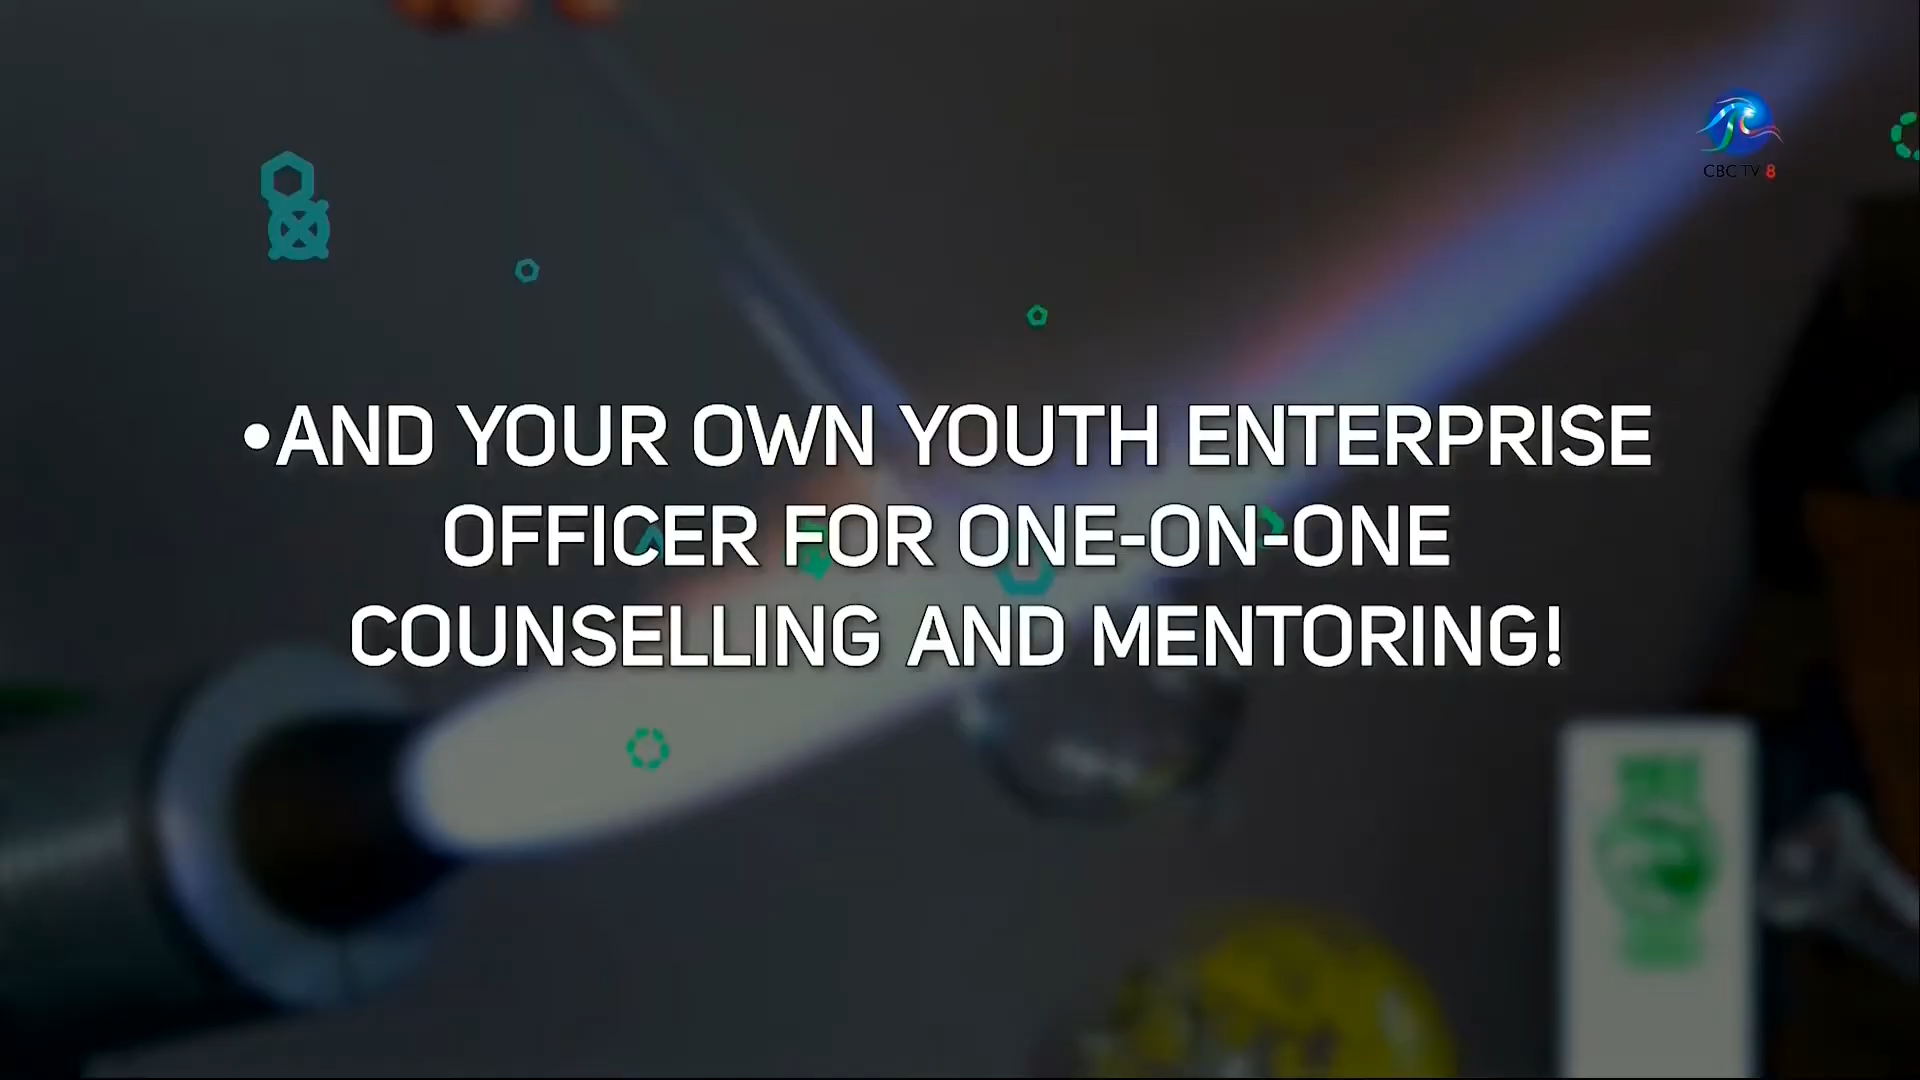 CBC TV 8
•AND YOUR OWN YOUTH ENTERPRISE
OFFICER FOR ONE-ON-ONE
COUNSELLING AND MENTORING!